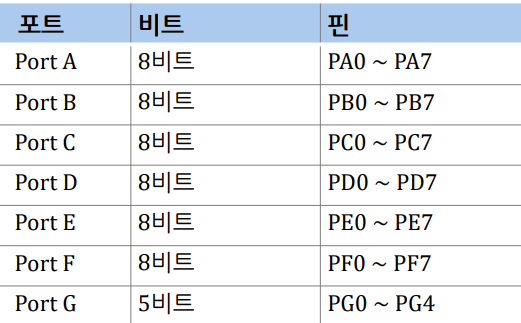 포트 비트 핀
Port A 8비트 PA0 ~ PA7
Port B 8비트 PB0 ~ PB7
Port C 8비트 PC0 ~ PC7
Port D 8비트 PD0 ~ PD7
Port E 8비트 PE0 ~ PE7
Port F 8비트 PF0 ~ PF7
Port G 5비트 PG0 ~ PG4